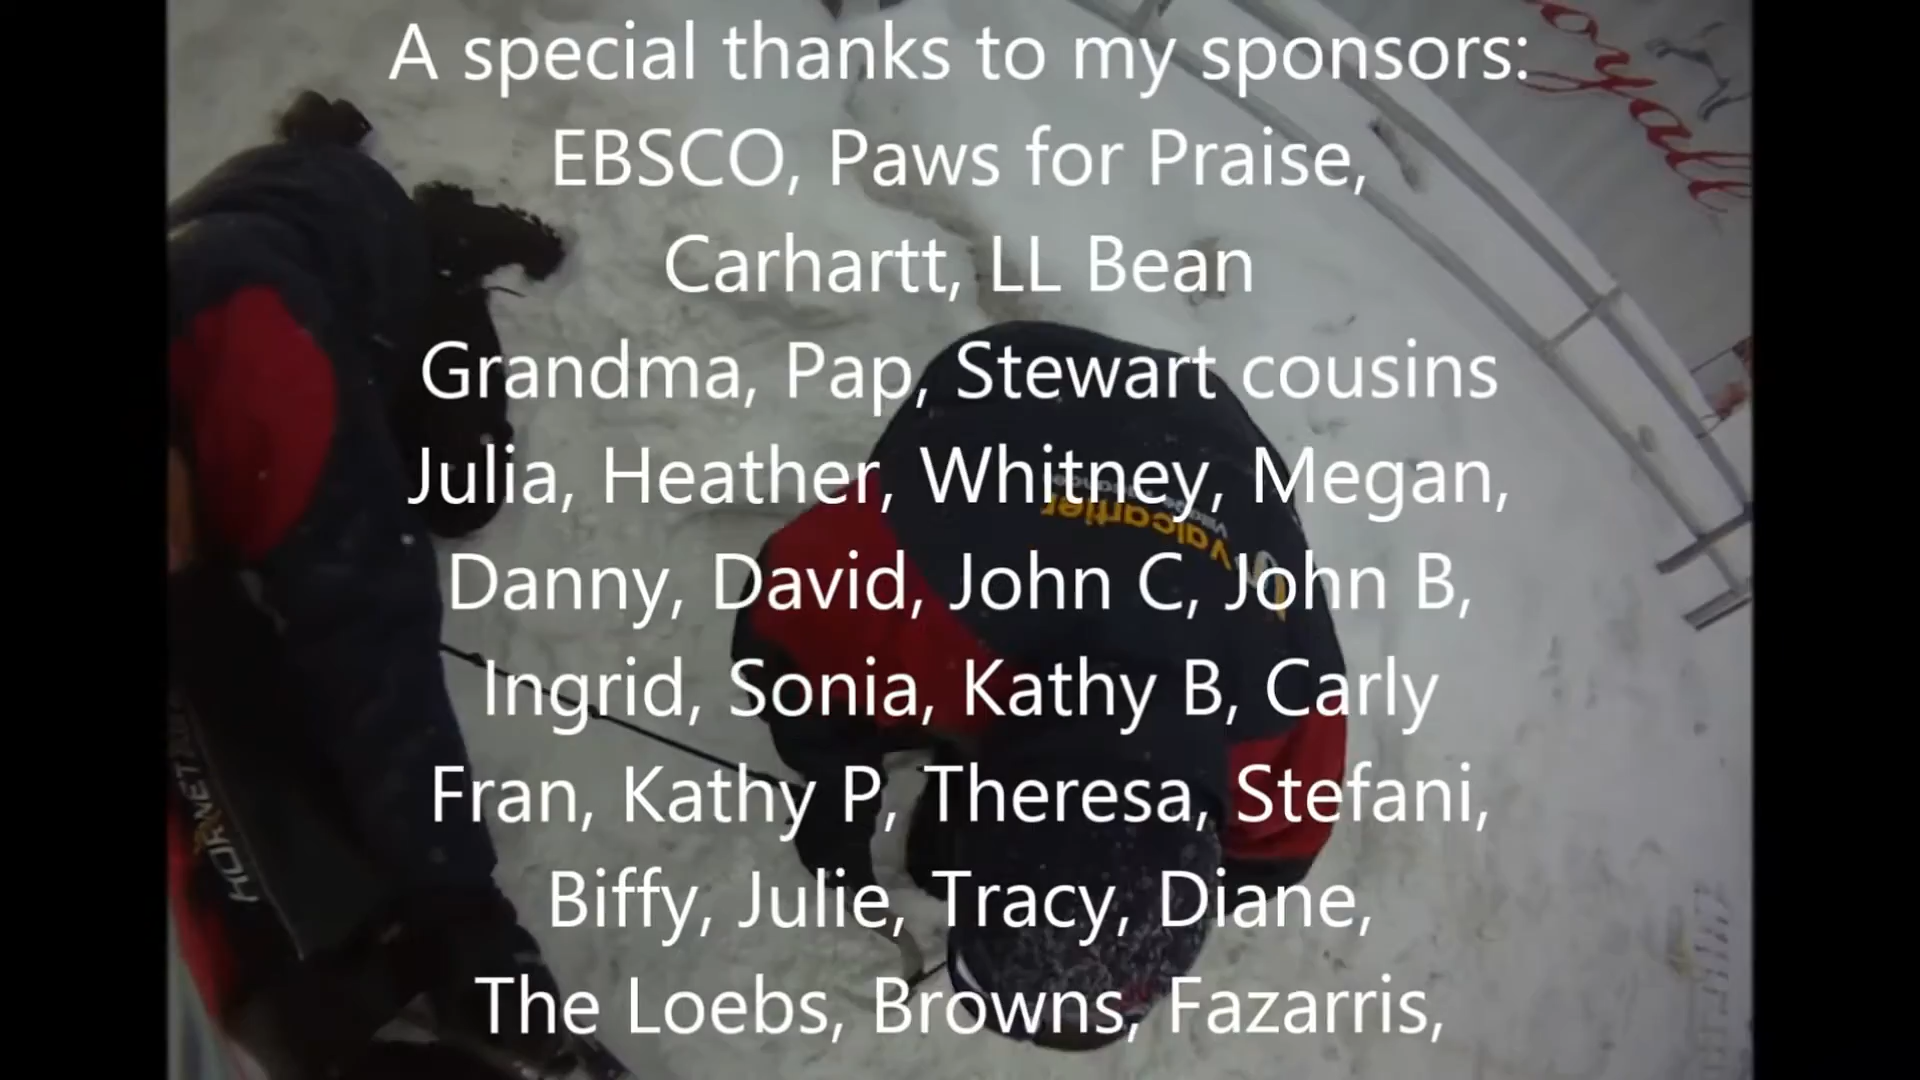 A special thanks to my sponsors:
EBSCO, Paws for Praise,
Carhartt, LL Bean
Grandma, Pap, Stewart cousins
Julia, Heather, Whitney, Megan,
Danny, David, John C, John B,
Ingrid, Sonia, Kathy B, Carly
Fran, Kathy P, Theresa, Stefani,
Biffy, Julie, Tracy, Diane,
The Loebs, Browns, Fazarris,
Valcartier